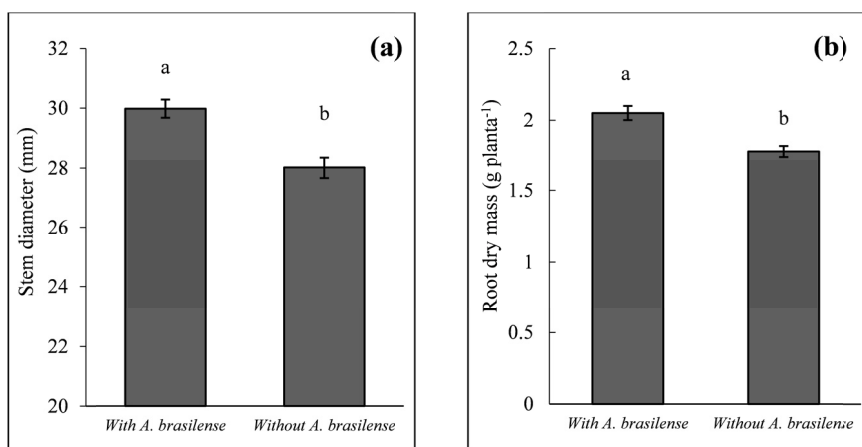 (a)
32
30
28
26
24
22
20
Stem diameter (mm)
a
b
With A. brasilense
Without A. brasilense
(b)
2.5
2
1.5
1
0.5
0
Root dry mass (g planta-1)
a
b
With A. brasilense
Without A. brasilense